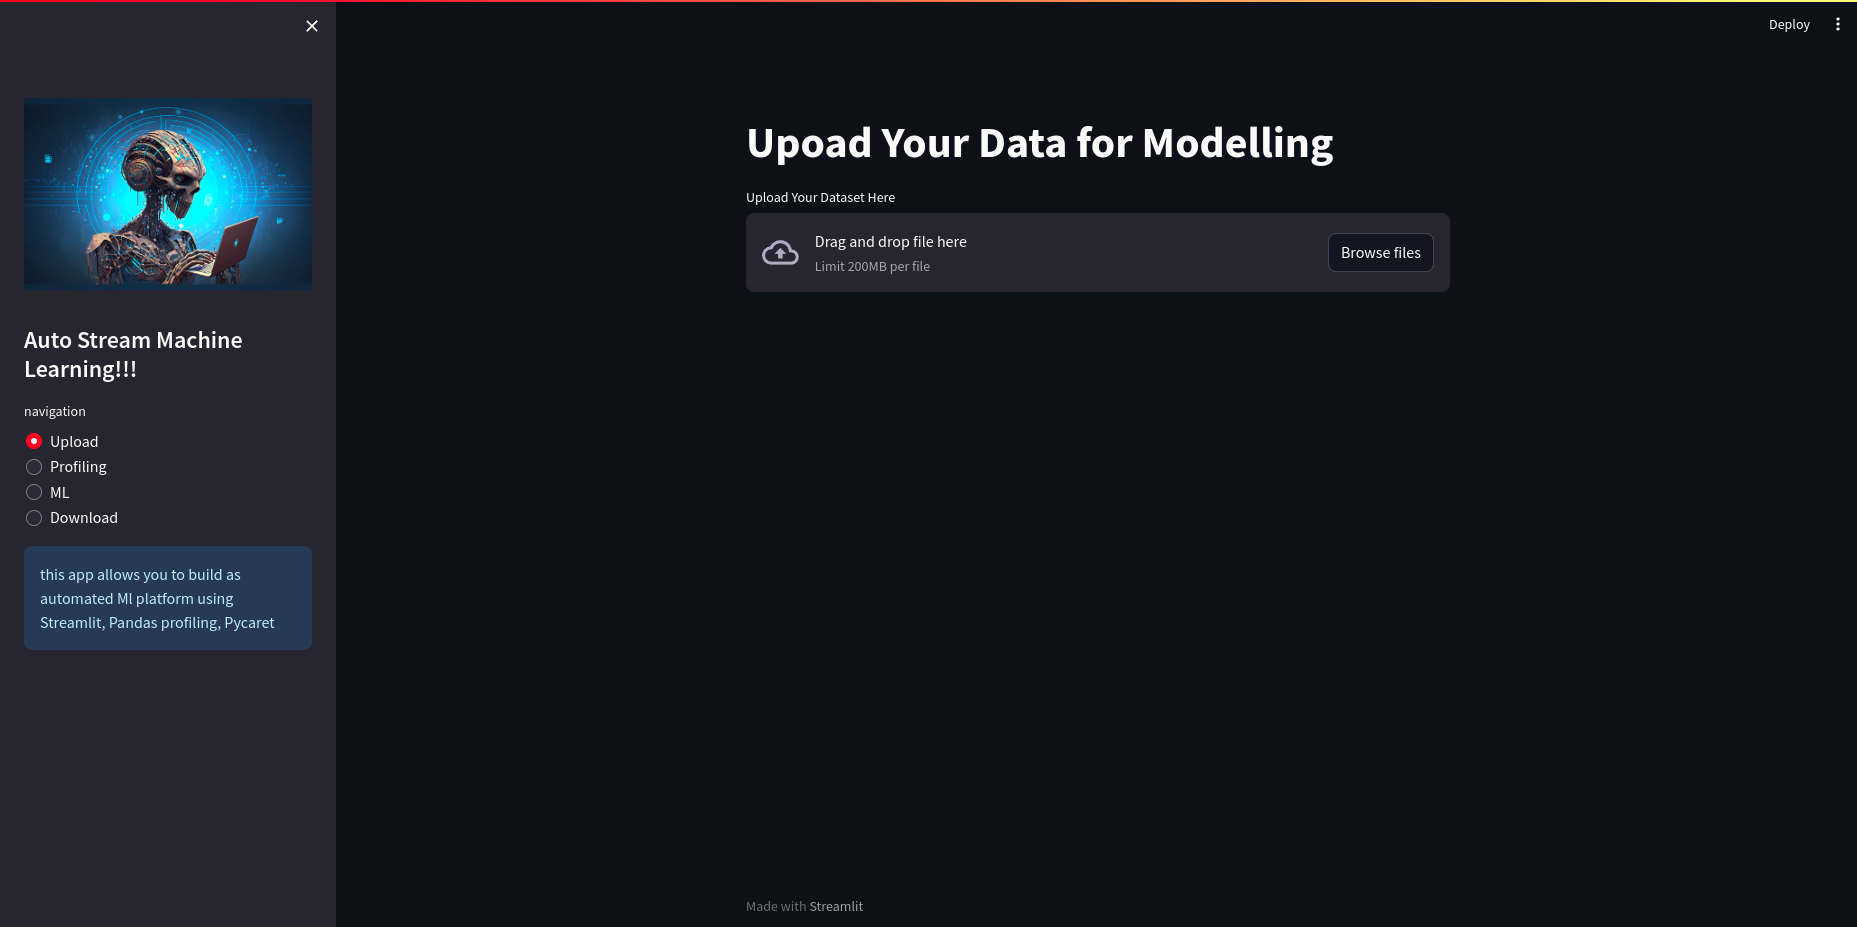 Deploy
Auto Stream Machine
Learning!!!
navigation
Upload
Profiling
ML
Download
this app allows you to build as
automated Ml platform using
Streamlit, Pandas profiling, Pycaret
Upoad Your Data for Modelling
Upload Your Dataset Here
Drag and drop file here
Limit 200MB per file
Browse files
Made with Streamlit